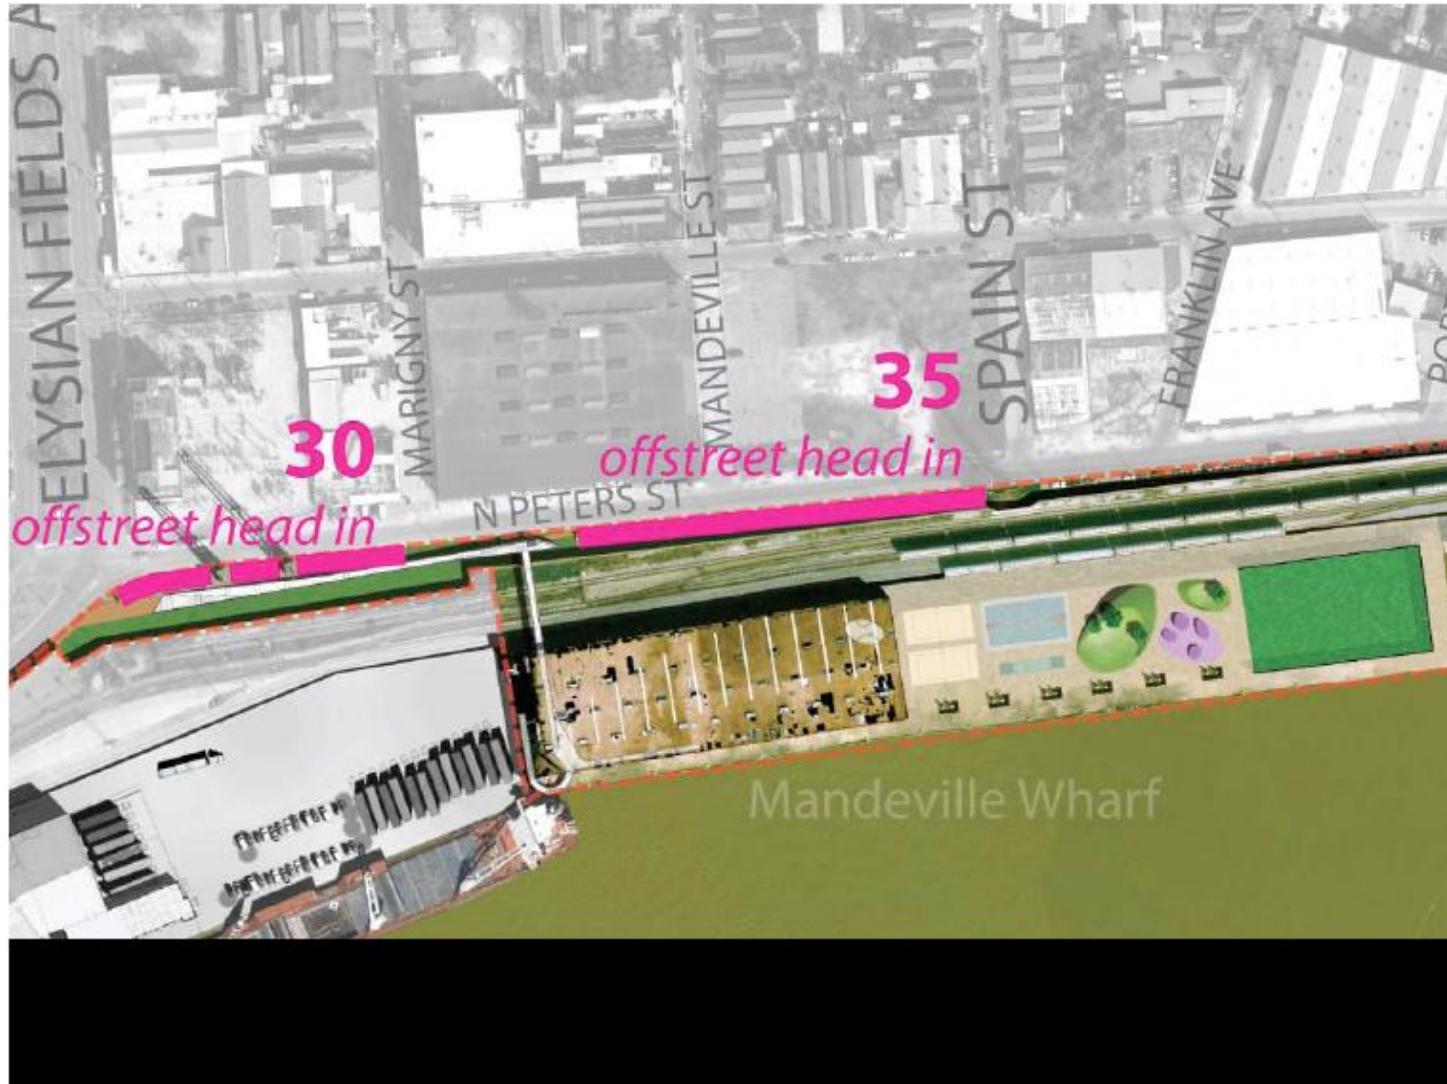 ELYSIAN FIELDS A
MARIGNY ST
MANDEVILLE ST
SPAIN ST
FRANKLIN AVE
POR
30
offstreet head in
35
offstreet head in
N PETERS ST
Mandeville Wharf